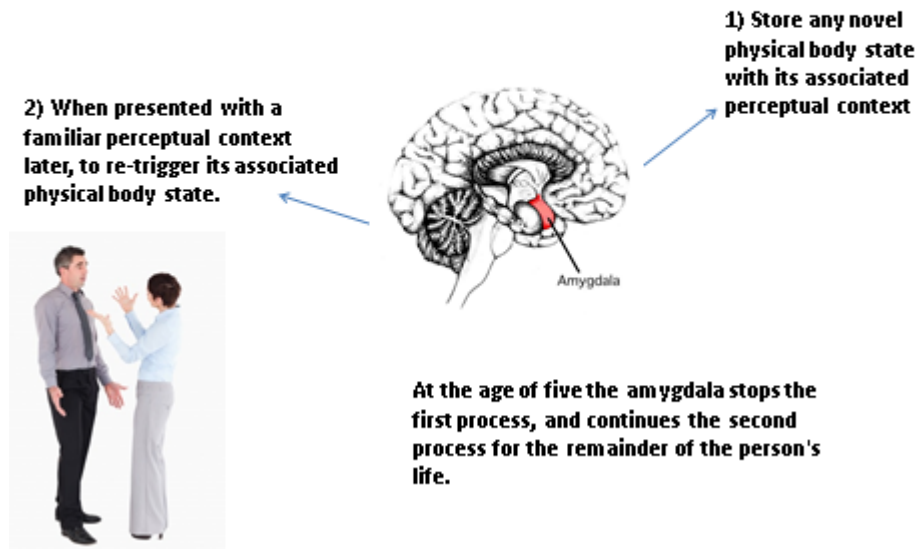 1) Store any novel
physical body state
with its associated
perceptual context
2) When presented with a
familiar perceptual context
later, to re-trigger its associated
physical body state.
Amygdala
At the age of five the amygdala stops the
first process, and continues the second
process for the remainder of the person's
life.